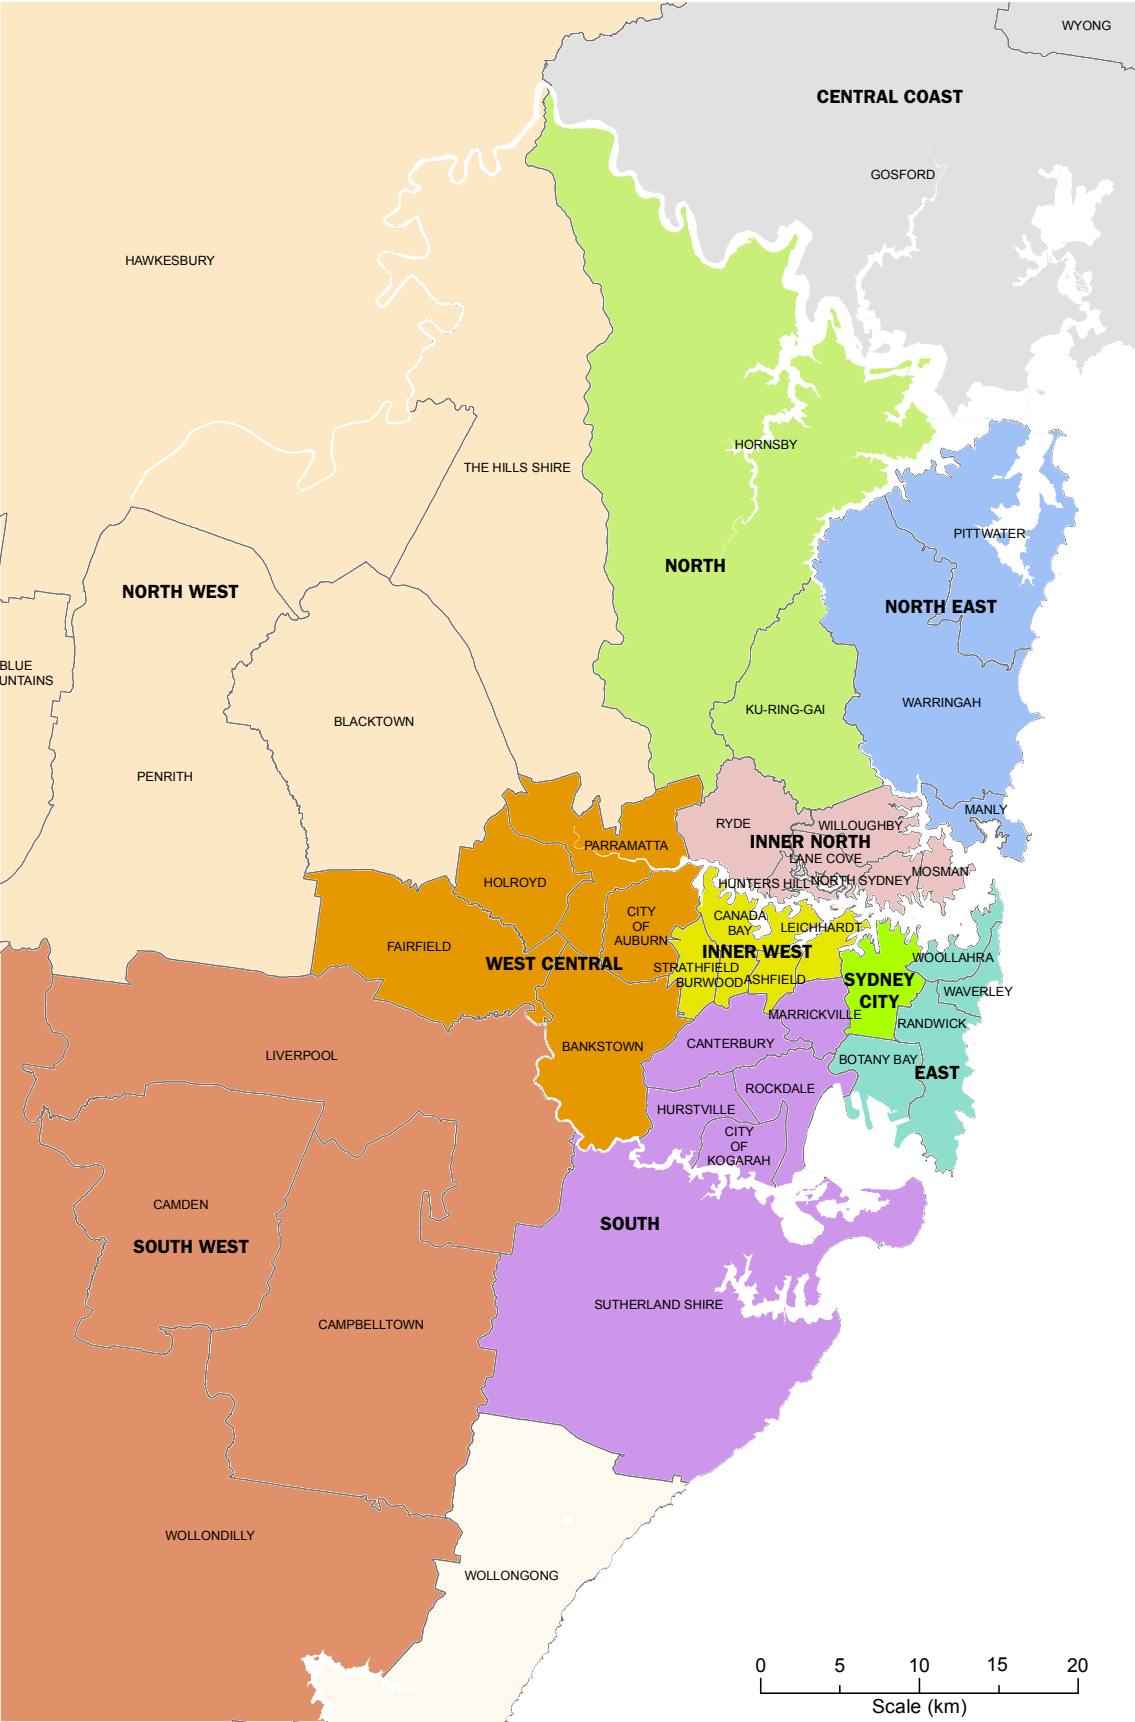 WYONG
CENTRAL COAST
GOSFORD
HAWKESBURY
HORNSBY
THE HILLS SHIRE
PITTWATER
NORTH
NORTH WEST
NORTH EAST
BLUE
UNTAINS
WARRINGAH
KU-RING-GAI
BLACKTOWN
PENRITH
MANLY
RYDE
WILLOUGHBY
INNER NORTH
PARRAMATTA
LANE COVE
MOSMAN
HOLROYD
HUNTERS HILL
NORTH SYDNEY
CITY
OF
AUBURN
CANADA
BAY
LEICHHARDT
FAIRFIELD
INNER WEST
WOOLLAHRA
WEST CENTRAL
STRATHFIELD
BURWOOD
ASHFIELD
SYDNEY
CITY
WAVERLEY
MARRICKVILLE
RANDWICK
BANKSTOWN
CANTERBURY
LIVERPOOL
BOTANY BAY
EAST
ROCKDALE
HURSTVILLE
CITY
OF
KOGARAH
CAMDEN
SOUTH
SOUTH WEST
SUTHERLAND SHIRE
CAMPBELLTOWN
WOLLONDILLY
WOLLONGONG
0 5 10 15 20
Scale (km)